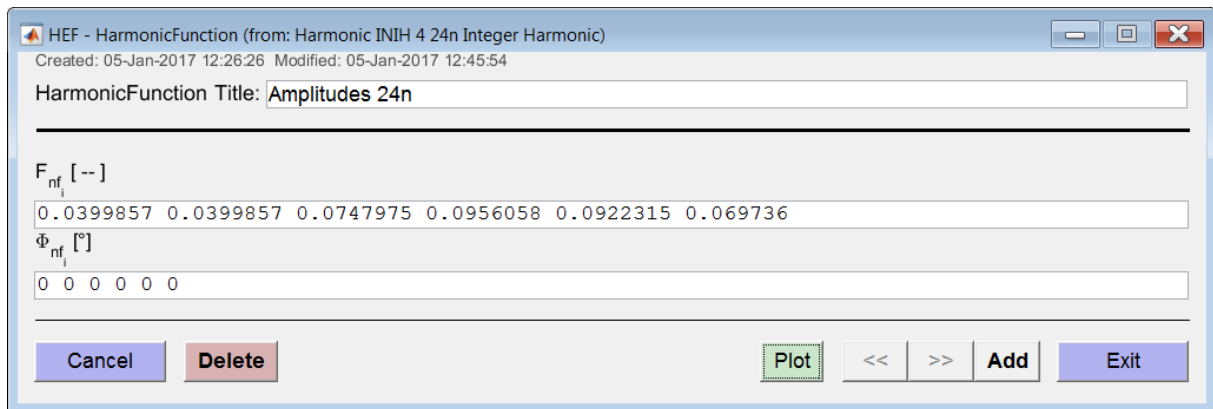 HEF - HarmonicFunction (from: Harmonic INIH 4 24n Integer Harmonic)
Created: 05-Jan-2017 12:26:26 Modified: 05-Jan-2017 12:45:54
HarmonicFunction Title: Amplitudes 24n
F nf i [ -- ]
0.0399857 0.0399857 0.0747975 0.0956058 0.0922315 0.069736
Φ nf i [°]
0 0 0 0 0 0
Cancel Delete Plot << >> Add Exit